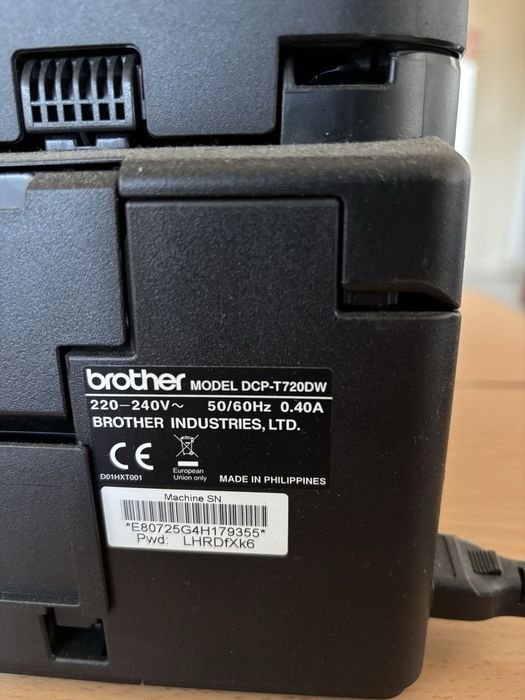 brother MODEL DCP-T720DW
220-240V~ 50/60Hz 0.40A
BROTHER INDUSTRIES, LTD.
CE
European
Union only
D01HXT001
MADE IN PHILIPPINES
Machine SN
*E80725G4H179355*
Pwd: LHRDfXk6